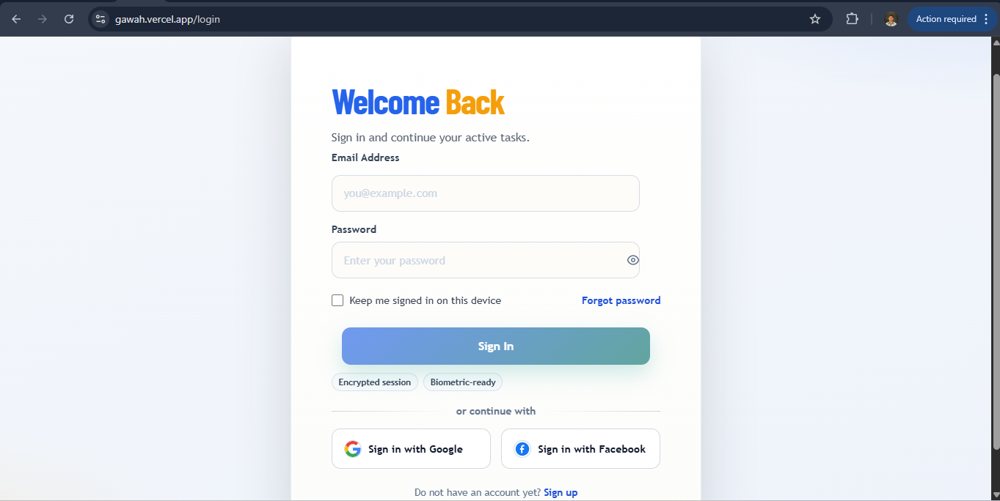 gawah.vercel.app/login
Action required
Welcome Back
Sign in and continue your active tasks.
Email Address
you@example.com
Password
Enter your password
Keep me signed in on this device
Forgot password
Sign In
Encrypted session
Biometric-ready
or continue with
Sign in with Google
Sign in with Facebook
Do not have an account yet? Sign up